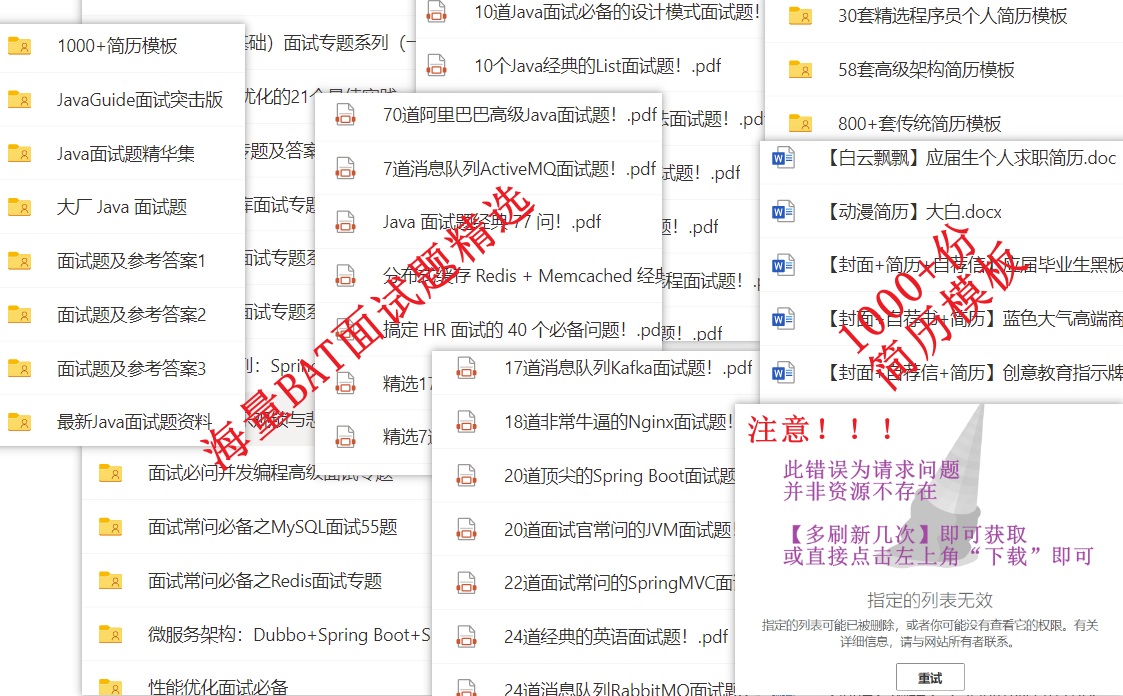 1000+简历模板
JavaGuide面试突击版
Java面试题精华集
大厂 Java 面试题
面试题及参考答案1
面试题及参考答案2
面试题及参考答案3
最新Java面试题资料
面试专题系列（一
优化的21个最佳实践
专题及答案
库面试专题
面试专题系
面试专题系
Spring
面试必问并发编程高级面试专题
面试常问必备之MySQL面试55题
面试常问必备之Redis面试专题
微服务架构：Dubbo+Spring Boot+S
性能优化面试必备
10道Java面试必备的设计模式面试题！
10个Java经典的List面试题！.pdf
法面试题！.pd
试题！.pdf
题！.pdf
程面试题！.p
题！.pdf
70道阿里巴巴高级Java面试题！.pdf
7道消息队列ActiveMQ面试题！.pdf
Java 面试题经典 77 问！.pdf
分布式缓存 Redis + Memcached 经典
搞定 HR 面试的 40 个必备问题！.pd
精选17
精选7道
海量BAT面试题精选
17道消息队列Kafka面试题！.pdf
18道非常牛逼的Nginx面试题！
20道顶尖的Spring Boot面试题
20道面试官常问的JVM面试题！
22道面试常问的SpringMVC面
24道经典的英语面试题！.pdf
24道消息队列RabbitMQ面试题
30套精选程序员个人简历模板
58套高级架构简历模板
800+套传统简历模板
【白云飘飘】应届生个人求职简历.doc
【动漫简历】大白.docx
【封面+简历+自荐信】应届毕业生黑板
【封面+自荐书+简历】蓝色大气高端商
【封面+自荐信+简历】创意教育指示牌
1000+份
简历模板
注意！！！
此错误为请求问题
并非资源不存在
【多刷新几次】即可获取
或直接点击左上角“下载”即可
指定的列表无效
指定的列表可能已被删除，或者你可能没有查看它的权限。有关
详细信息，请与网站所有者联系。
重试